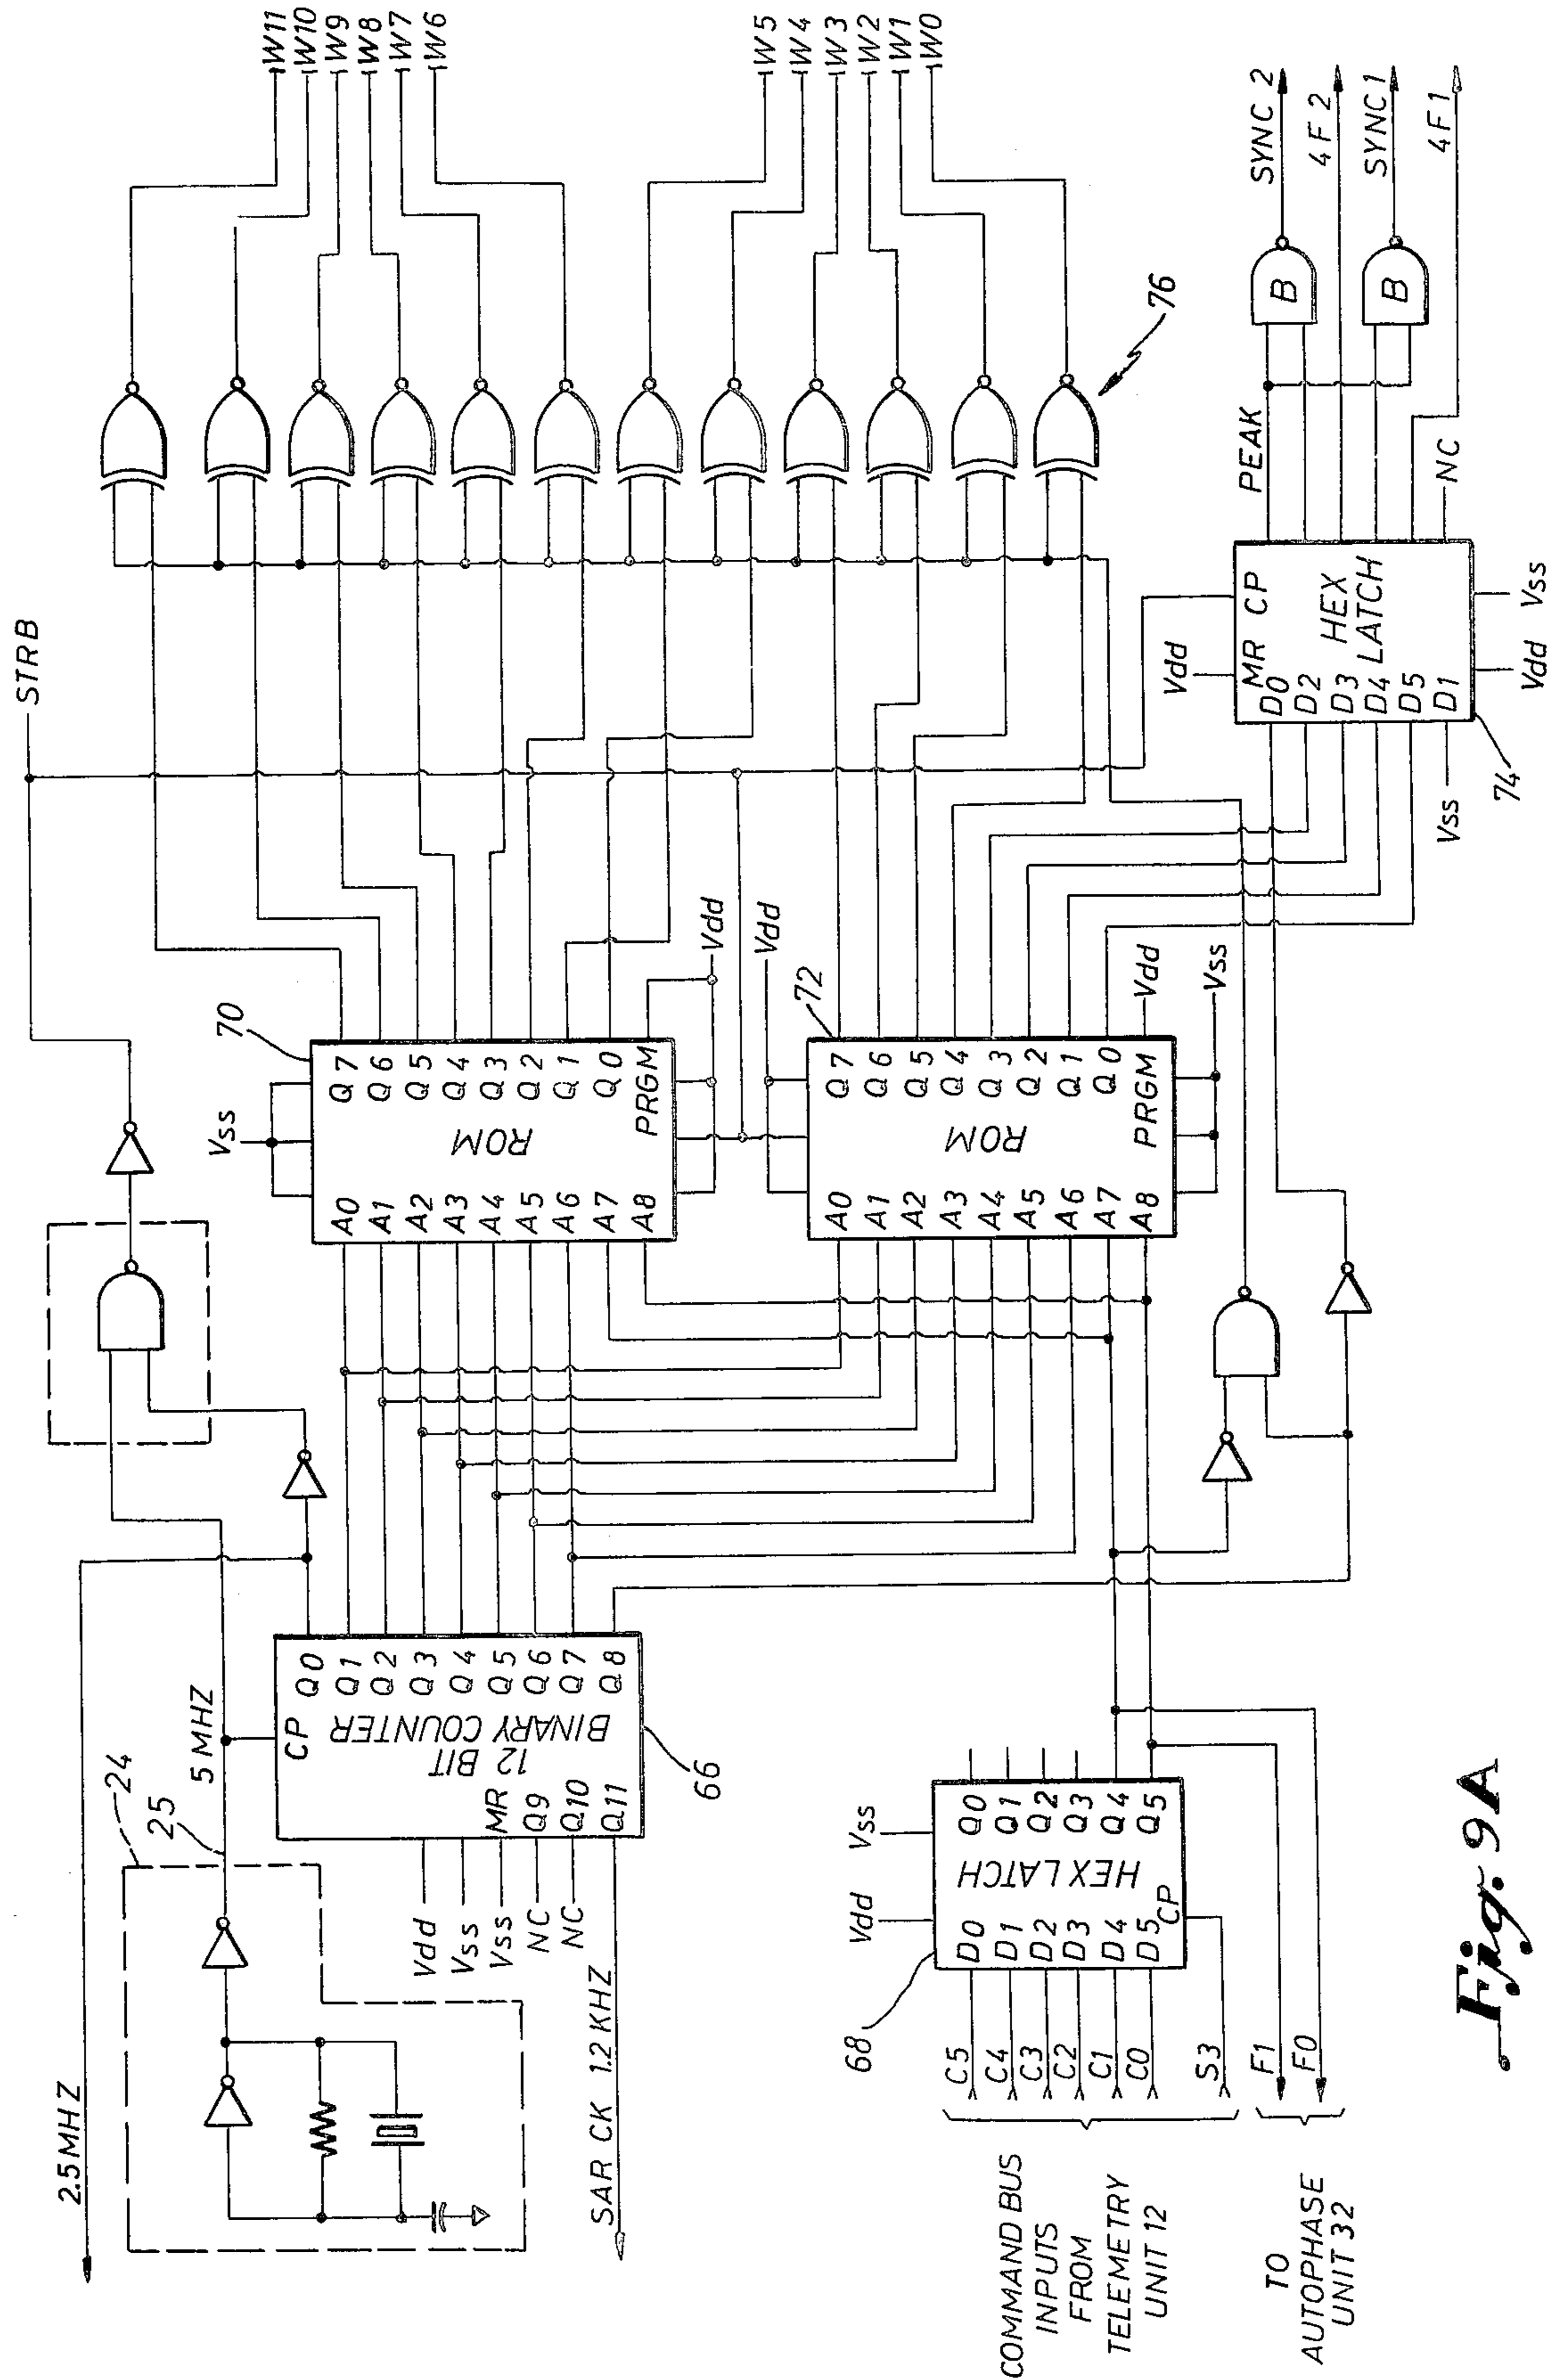 2.5MHZ
24
25
5 MHZ
STRB
CP
Q0
Q1
Q2
Q3
Q4
Q5
Q6
Q7
Q8
12 BIT
BINARY COUNTER
MR
Q9
Q10
Q11
Vdd
Vss
Vss
NC
NC
SAR CK 1.2 KHZ
66
Vss
70
A0
A1
A2
A3
A4
A5
A6
A7
A8
ROM
Q7
Q6
Q5
Q4
Q3
Q2
Q1
Q0
PRGM
Vdd
Vdd
72
A0
A1
A2
A3
A4
A5
A6
A7
A8
ROM
Q7
Q6
Q5
Q4
Q3
Q2
Q1
Q0
PRGM
Vdd
Vss
W11
W10
W9
W8
W7
W6
W5
W4
W3
W2
W1
W0
76
COMMAND BUS
INPUTS
FROM
TELEMETRY
UNIT 12
C5
C4
C3
C2
C1
C0
S3
68
Vdd
Vss
D0
D1
D2
D3
D4
D5
CP
HEX LATCH
Q0
Q1
Q2
Q3
Q4
Q5
F1
F0
TO
AUTOPHASE
UNIT 32
Vdd
MR CP
D0
D2
D3
D4
D5
D1
HEX
LATCH
Vss
74
Vdd
Vss
PEAK
NC
B
B
SYNC 2
4F2
SYNC 1
4F1
Fig. 9A